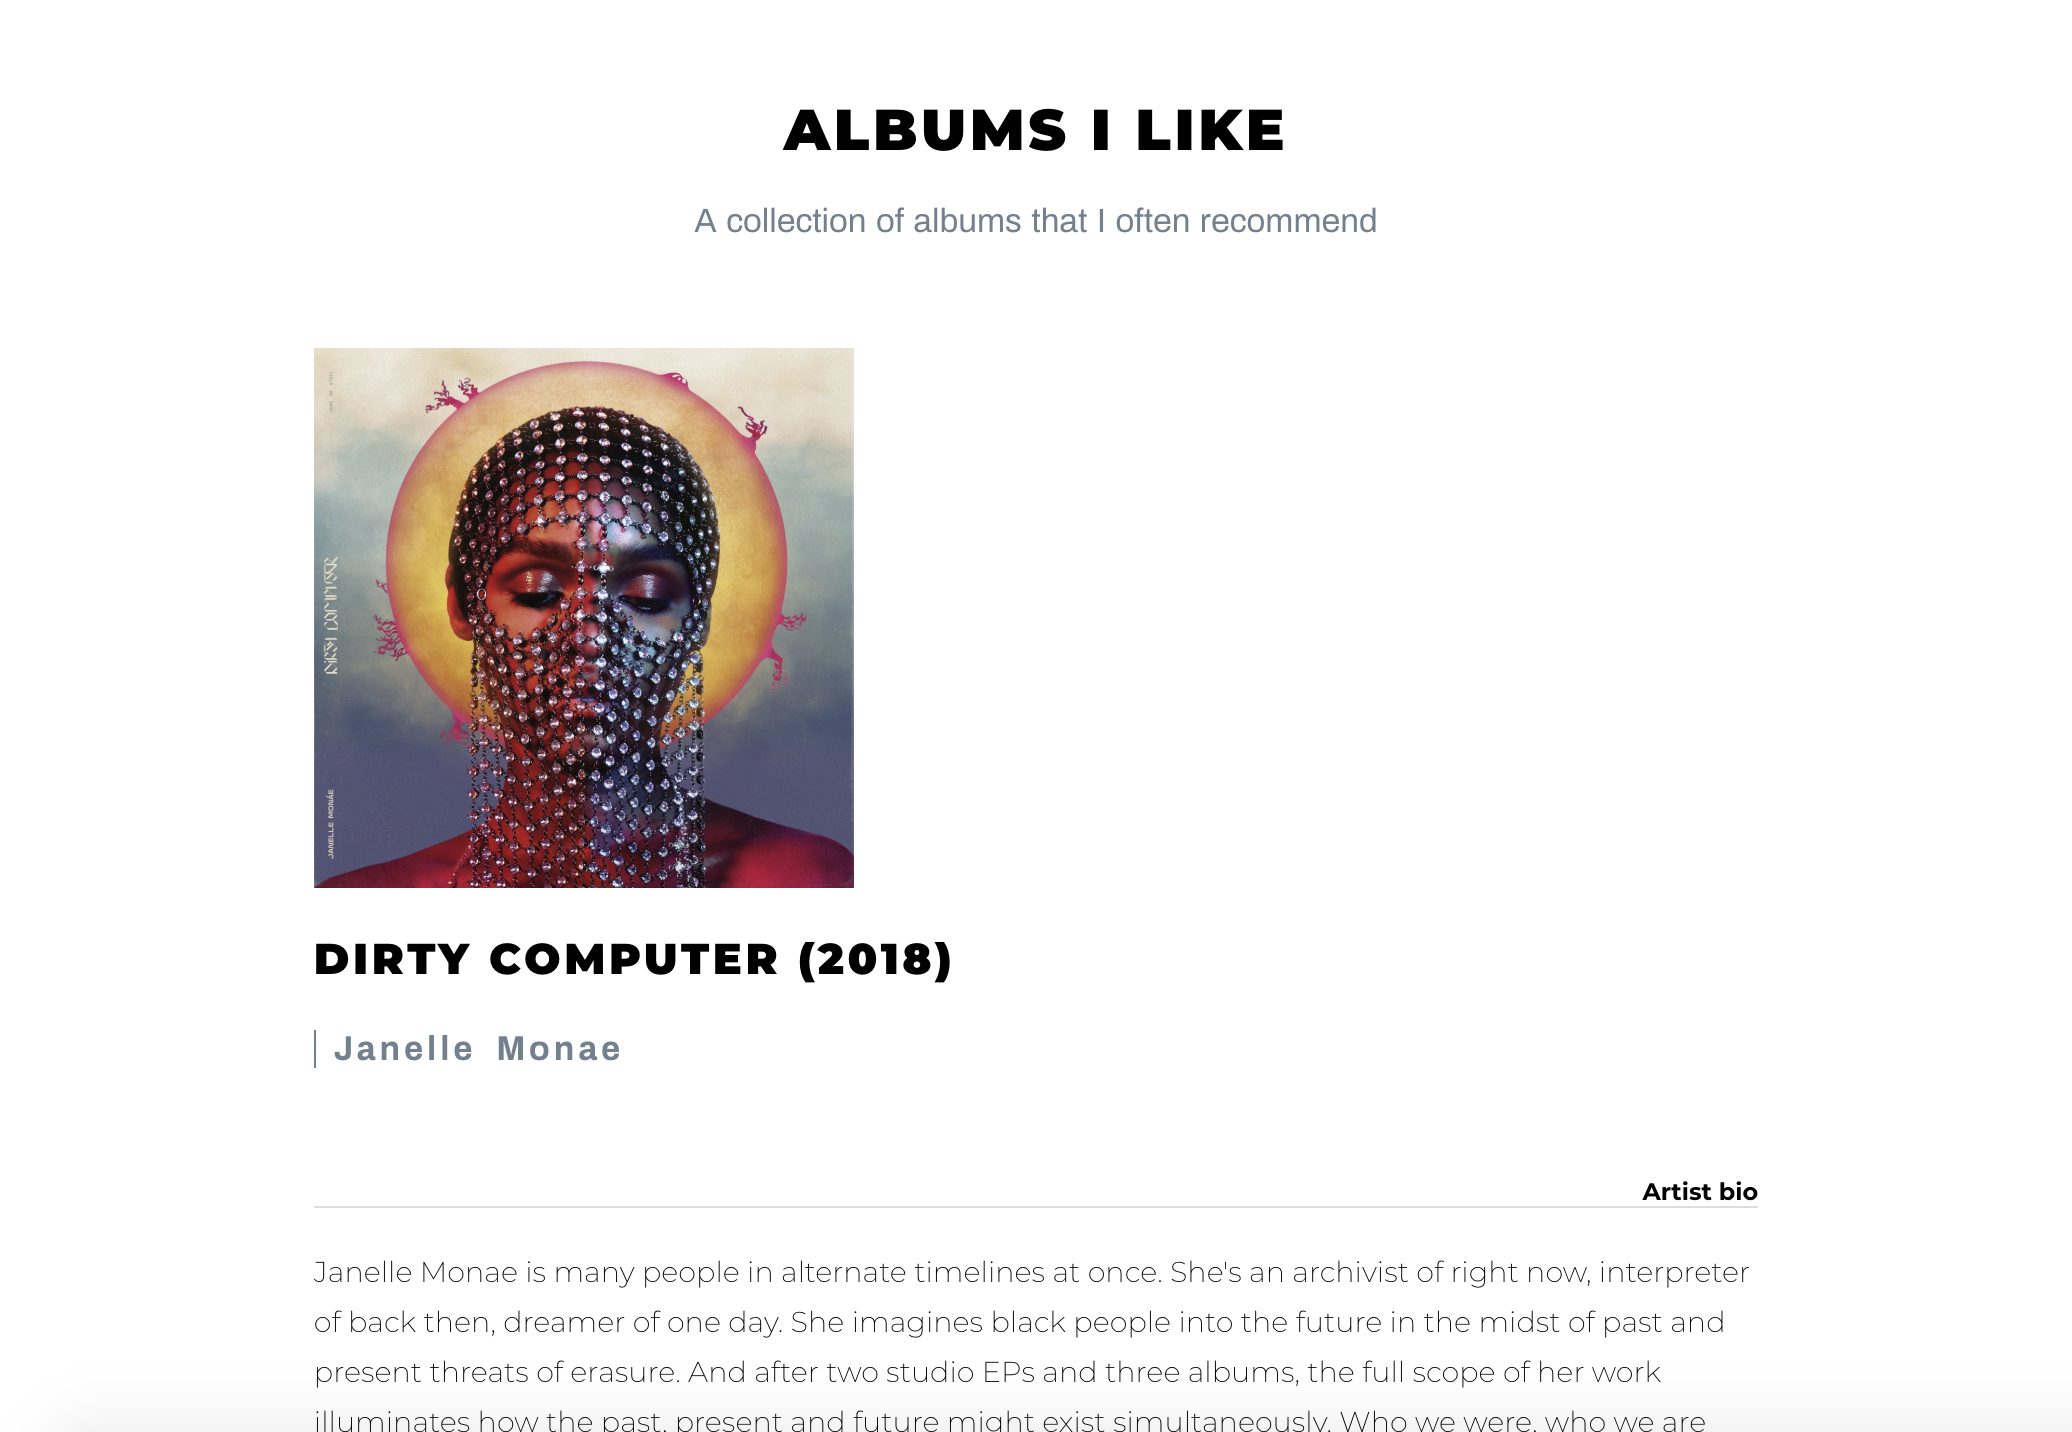 ALBUMS I LIKE
A collection of albums that I often recommend
DIRTY COMPUTER
JANELLE MONÁE
DIRTY COMPUTER (2018)
Janelle Monae
Artist bio
Janelle Monae is many people in alternate timelines at once. She's an archivist of right now, interpreter
of back then, dreamer of one day. She imagines black people into the future in the midst of past and
present threats of erasure. And after two studio EPs and three albums, the full scope of her work
illuminates how the past, present and future might exist simultaneously. Who we were, who we are